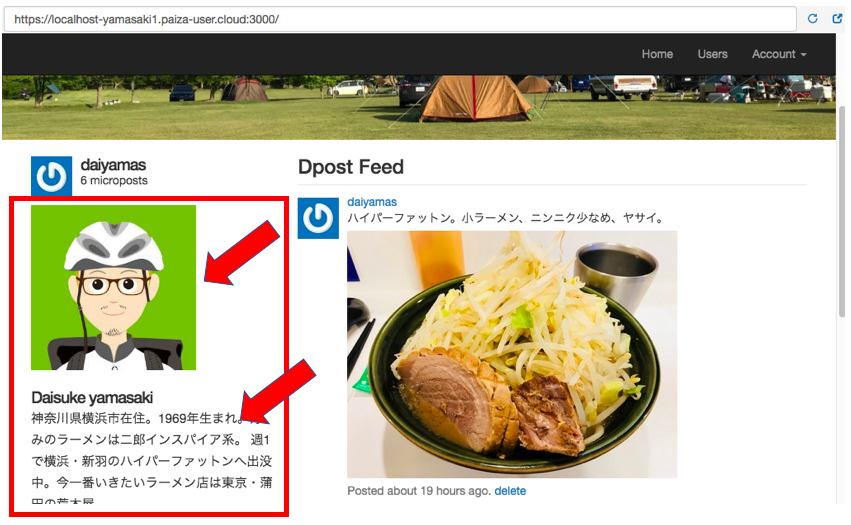 https://localhost-yamasaki1.paiza-user.cloud:3000/
Home Users Account
daiyamas
6 microposts
Daisuke yamasaki
神奈川県横浜市在住。1969年生まれ。
みのラーメンは二郎インスパイア系。 週1
で横浜・新羽のハイパーファットンへ出没
中。今一番いきたいラーメン店は東京・蒲
田の荒木屋
Dpost Feed
daiyamas
ハイパーファットン。小ラーメン、ニンニク少なめ、ヤサイ。
Posted about 19 hours ago. delete